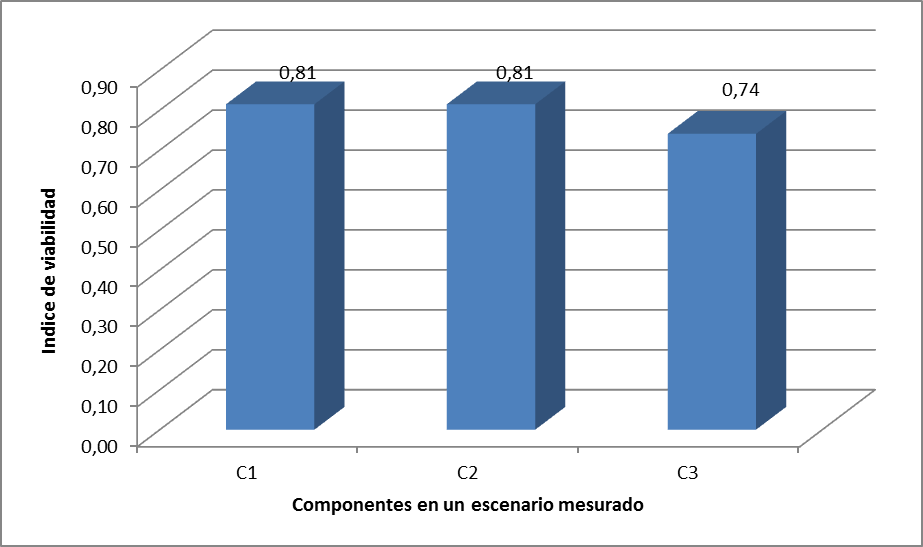 0,81
0,81
0,74
0,90
0,80
0,70
0,60
0,50
0,40
0,30
0,20
0,10
0,00
Indice de viabilidad
C1
C2
C3
Componentes en un escenario mesurado